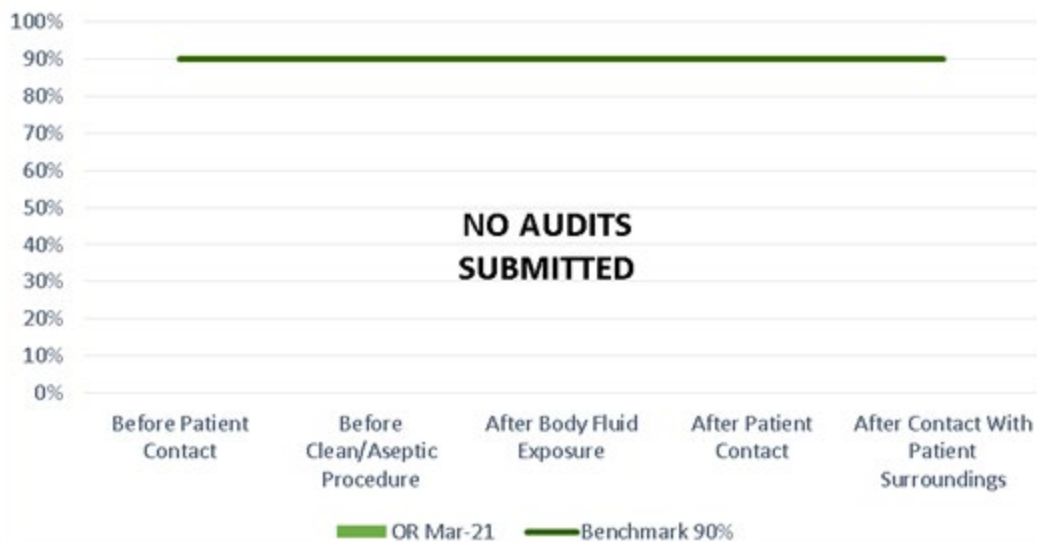 100%
90%
80%
70%
60%
50%
40%
30%
20%
10%
0%
NO AUDITS
SUBMITTED
Before Patient
Contact
Before
Clean/Aseptic
Procedure
After Body Fluid
Exposure
After Patient
Contact
After Contact With
Patient
Surroundings
OR Mar-21
Benchmark 90%